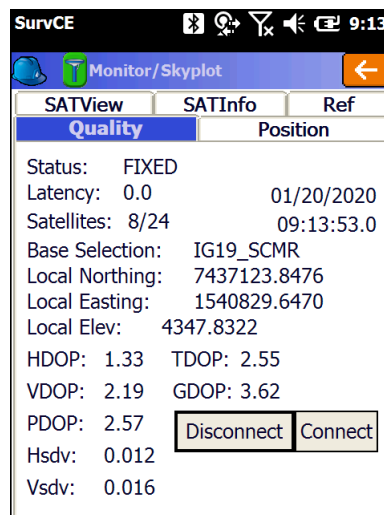 SurvCE 9:13
Monitor/Skyplot
SATView SATInfo Ref
Quality Position
Status: FIXED
Latency: 0.0 01/20/2020
Satellites: 8/24 09:13:53.0
Base Selection: IG19_SCMR
Local Northing: 7437123.8476
Local Easting: 1540829.6470
Local Elev: 4347.8322
HDOP: 1.33 TDOP: 2.55
VDOP: 2.19 GDOP: 3.62
PDOP: 2.57 Disconnect Connect
Hsdv: 0.012
Vsdv: 0.016